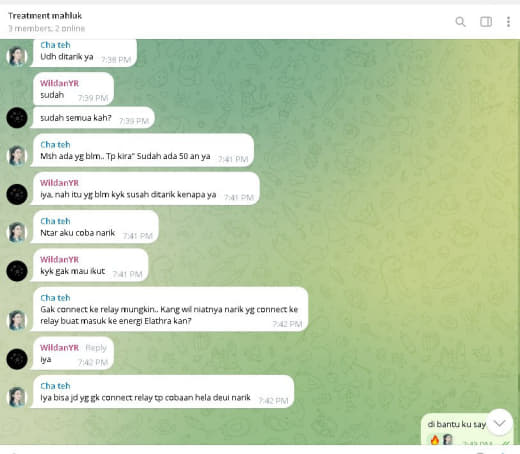 Treatment mahluk
3 members, 2 online
Cha teh
Udh ditarik ya 7:38 PM
WildanYR
sudah
7:39 PM
sudah semua kah? 7:39 PM
Cha teh
Msh ada yg blm.. Tp kira" Sudah ada 50 an ya 7:41 PM
WildanYR
iya, nah itu yg blm kyk susah ditarik kenapa ya 7:41 PM
Cha teh
Ntar aku coba narik 7:41 PM
WildanYR
kyk gak mau ikut 7:41 PM
Cha teh
Gak connect ke relay mungkin.. Kang wil niatnya narik yg connect ke
relay buat masuk ke energi Elathra kan? 7:42 PM
WildanYR Reply
iya
7:42 PM
Cha teh
Iya bisa jd yg gk connect relay tp cobaan hela deui narik 7:42 PM
di bantu ku say